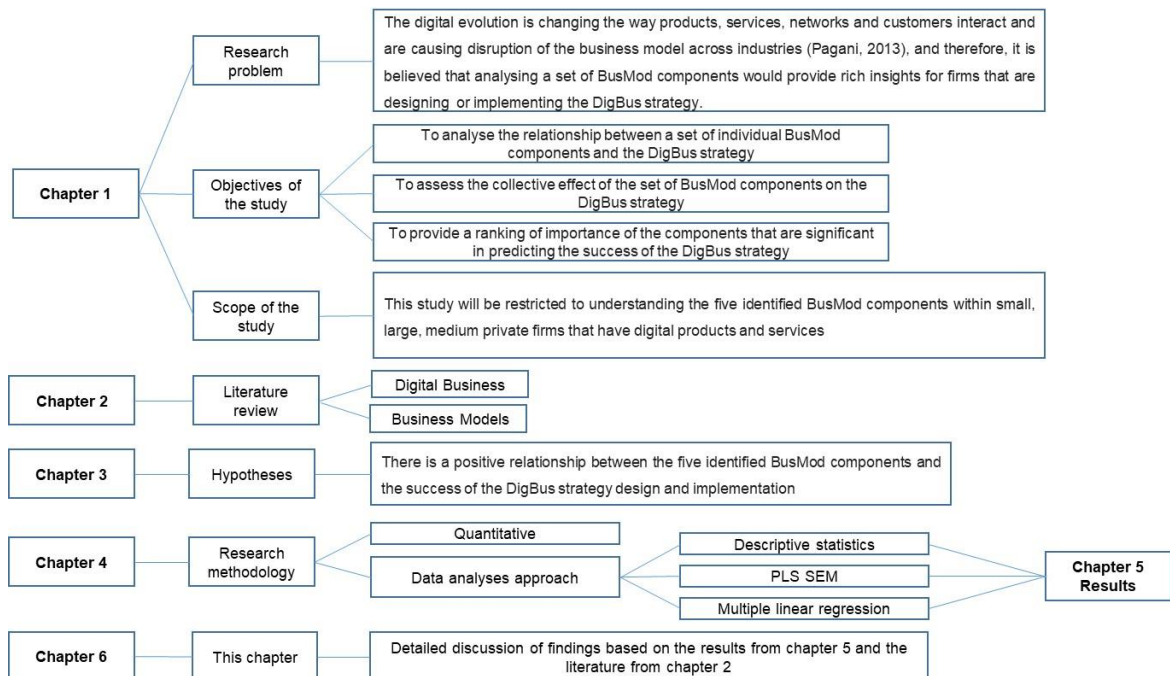 The digital evolution is changing the way products, services, networks and customers interact and
are causing disruption of the business model across industries (Pagani, 2013), and therefore, it is
believed that analysing a set of BusMod components would provide rich insights for firms that are
designing or implementing the DigBus strategy.
Research
problem
To analyse the relationship between a set of individual BusMod
components and the DigBus strategy
Chapter 1
Objectives of
the study
To assess the collective effect of the set of BusMod components on the
DigBus strategy
To provide a ranking of importance of the components that are significant
in predicting the success of the DigBus strategy
Scope of the
study
This study will be restricted to understanding the five identified BusMod components within small,
large, medium private firms that have digital products and services
Chapter 2
Literature
review
Digital Business
Business Models
Chapter 3
Hypotheses
There is a positive relationship between the five identified BusMod components and
the success of the DigBus strategy design and implementation
Chapter 4
Research
methodology
Quantitative
Data analyses approach
Descriptive statistics
PLS SEM
Multiple linear regression
Chapter 5
Results
Chapter 6
This chapter
Detailed discussion of findings based on the results from chapter 5 and the
literature from chapter 2